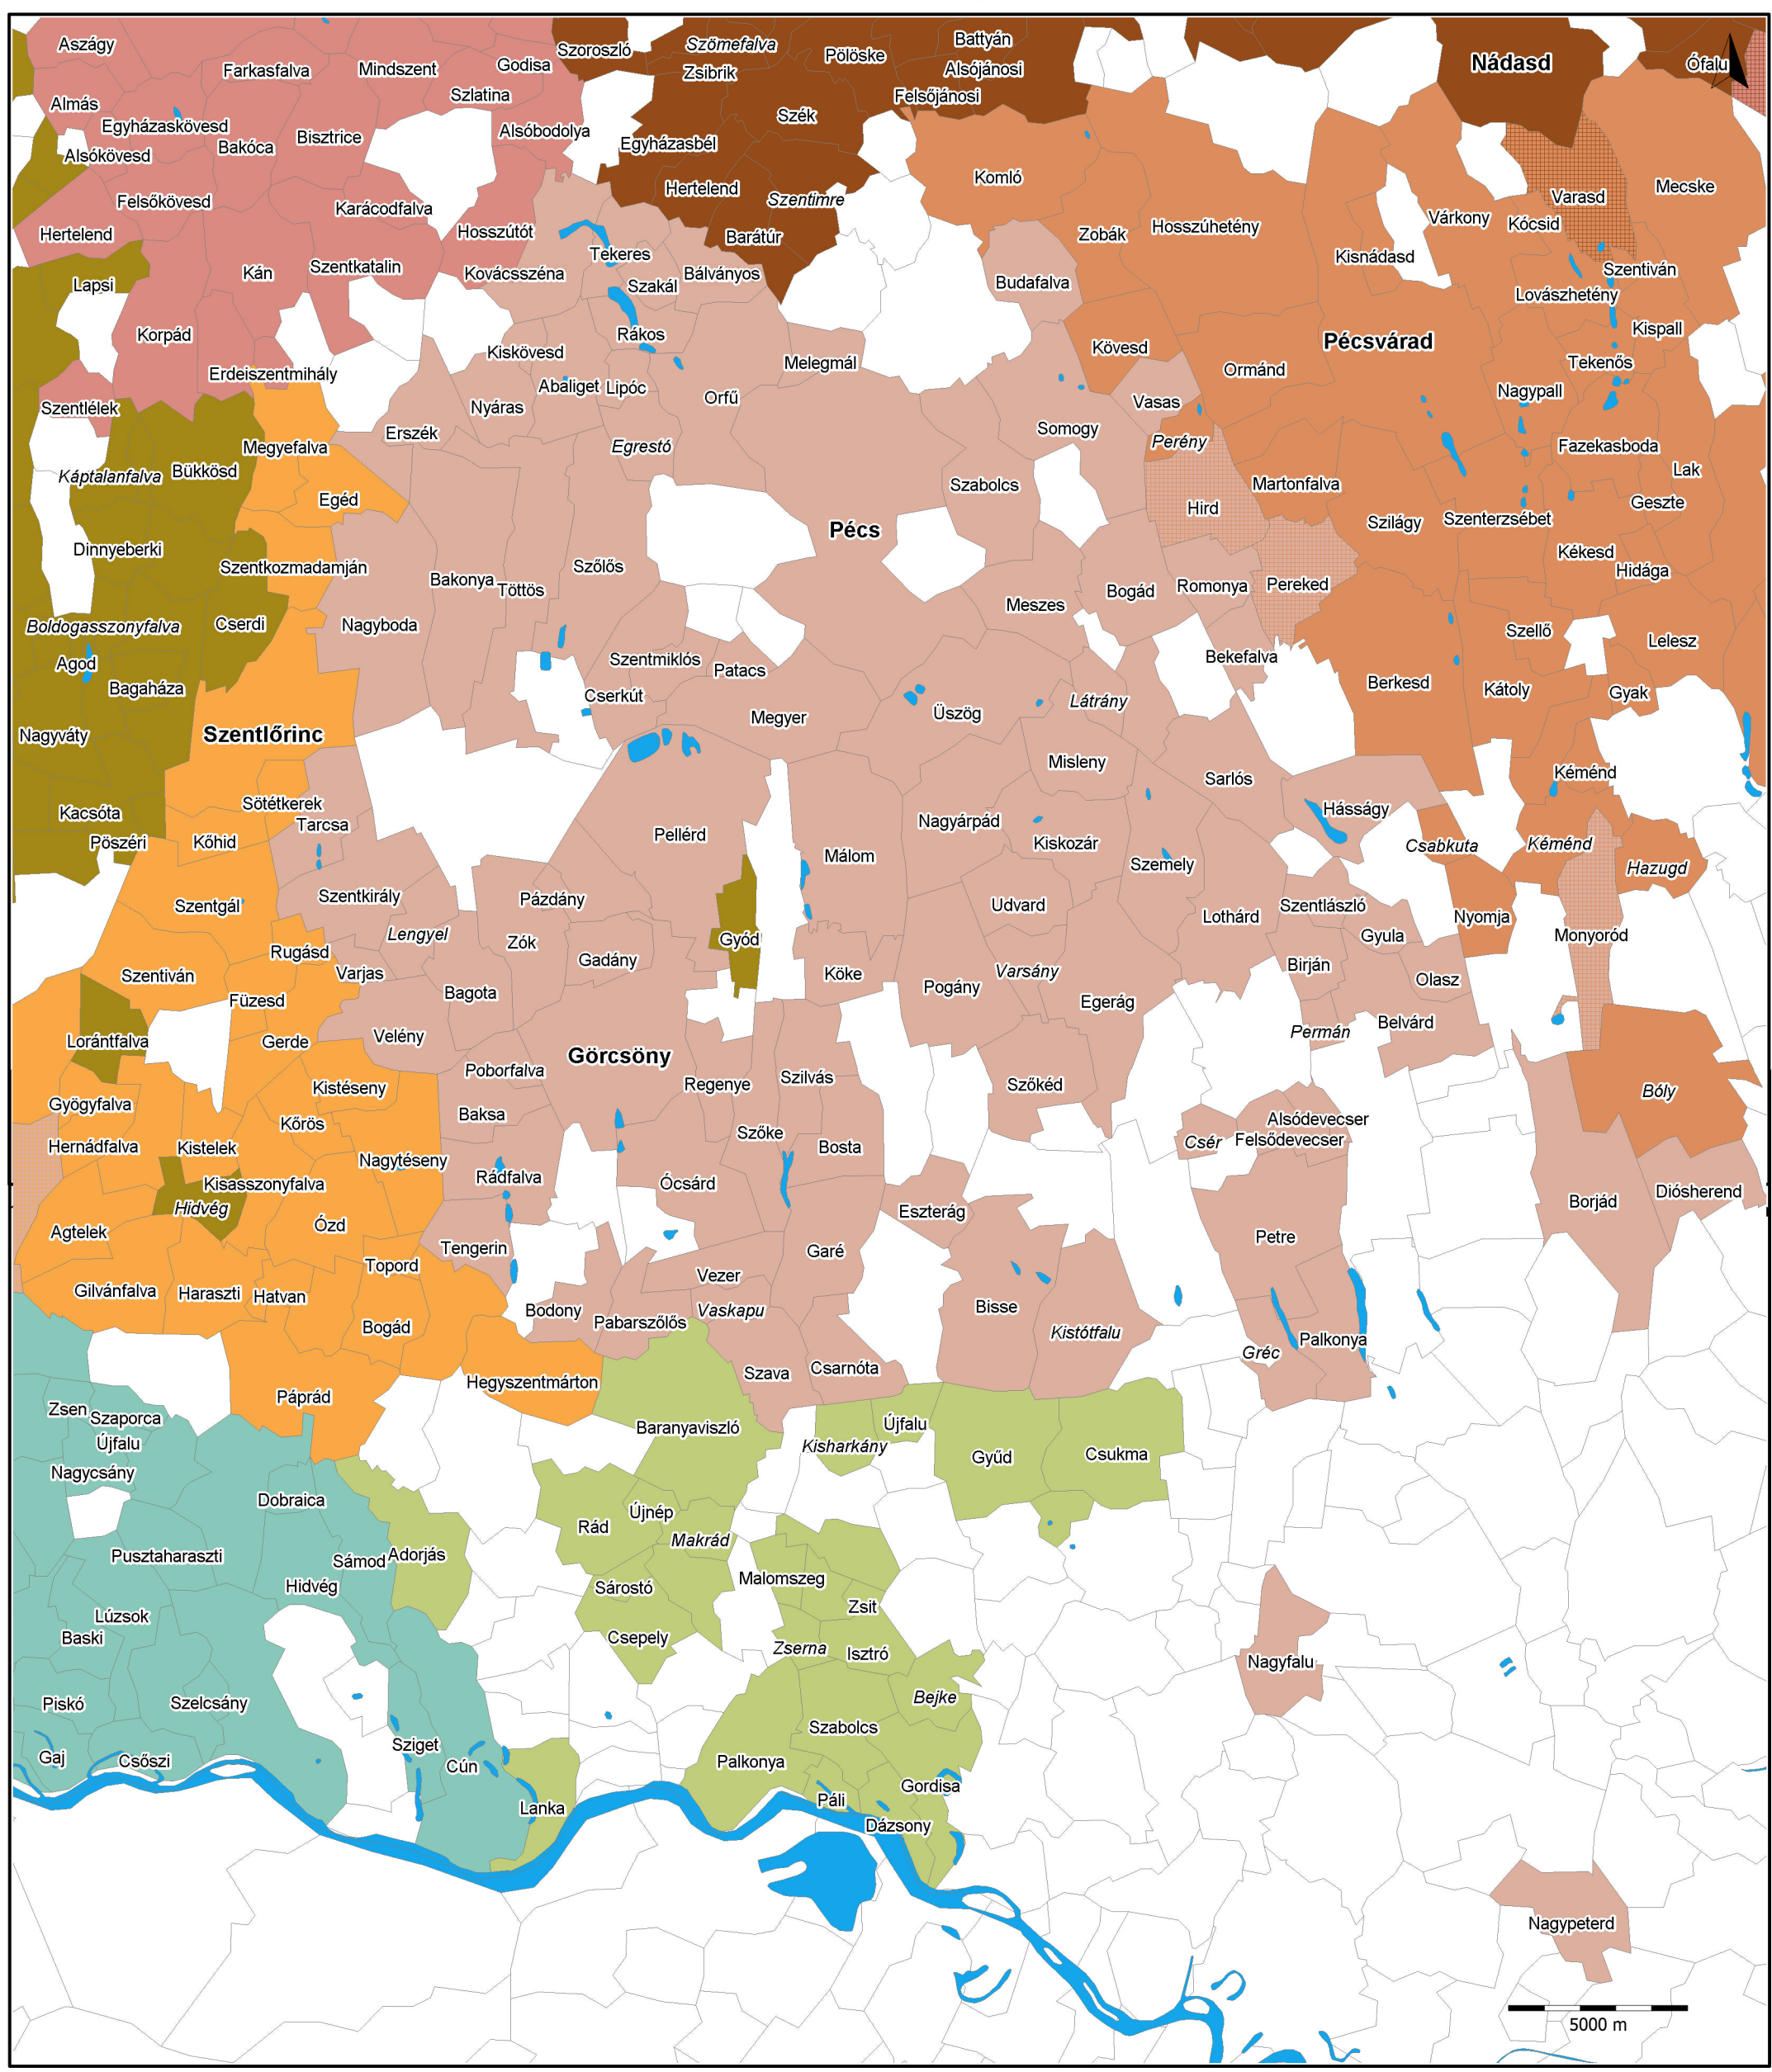 Aszágy
Szoroszló
Szömefalva
Battyán
Pölöske
Nádasd
Farkasfalva
Mindszent
Godisa
Zsibrik
Alsójánosi
Ófalu
Almás
Szlatina
Felsőjánosi
Egyházaskövesd
Szék
Bisztrice
Alsóbodolya
Bakóca
Egyházasbél
Alsókövesd
Komló
Hertelend
Mecske
Varasd
Felsőkövesd
Szentimre
Karácodfalva
Várkony
Kócsid
Hosszúhetény
Hertelend
Hosszútót
Barátúr
Zobák
Tekeres
Kisnádasd
Kán
Szentkatalin
Kovácsszéna
Bálványos
Szentiván
Lapsi
Szakál
Budafalva
Lovászhetény
Korpád
Rákos
Kispall
Pécsvárad
Kiskövesd
Kövesd
Melegmál
Tekenős
Erdeiszentmihály
Ormánd
Abaliget
Lipóc
Nagypall
Orfű
Szentlélek
Nyáras
Vasas
Erszék
Somogy
Megyefalva
Egrestó
Perény
Fazekasboda
Káptalanfalva
Bükkösd
Lak
Szabolcs
Martonfalva
Egéd
Geszte
Hird
Pécs
Szilágy
Szenterzsébet
Dinnyeberki
Kékesd
Szentkozmadamján
Szőlős
Hidága
Bakonya
Töttös
Romonya
Pereked
Bogád
Meszes
Boldogasszonyfalva
Cserdi
Nagyboda
Szellő
Lelesz
Agod
Szentmiklós
Patacs
Bekefalva
Bagaháza
Berkesd
Kátoly
Gyak
Cserkút
Látrány
Megyer
Üszög
Nagyváty
Szentlőrinc
Misleny
Kéménd
Sarlós
Sötétkerek
Kacsóta
Hásságy
Tarcsa
Nagyárpád
Pöszéri
Kőhid
Pellérd
Kiskozár
Csabkuta
Kéménd
Málom
Szemely
Hazugd
Szentkirály
Pázdány
Szentgál
Udvard
Szentlászló
Lothárd
Nyomja
Lengyel
Zók
Gyód
Gyula
Monyoród
Rugásd
Gadány
Birján
Szentiván
Varjas
Köke
Varsány
Olasz
Füzesd
Bagota
Pogány
Egerág
Lorántfalva
Gerde
Velény
Permán
Belvárd
Görcsöny
Poborfalva
Szilvás
Kistéseny
Regenye
Szőkéd
Bóly
Gyögyfalva
Baksa
Kőrös
Alsódevecser
Szőke
Hernádfalva
Kistelek
Bosta
Csér
Felsődevecser
Nagytéseny
Kisasszonyfalva
Rádfalva
Ócsárd
Diósherend
Hidvég
Eszterág
Borjád
Agtelek
Ózd
Petre
Tengerin
Garé
Topord
Vezer
Gilvánfalva
Haraszti
Hatvan
Bodony
Vaskapu
Bisse
Pabarszőlős
Bogád
Kistótfalu
Palkonya
Gréc
Csarnóta
Szava
Hegyszentmárton
Páprád
Zsen
Szaporca
Újfalu
Baranyaviszló
Újfalu
Kisharkány
Gyűd
Csukma
Nagycsány
Dobraica
Újnép
Rád
Makrád
Pusztaharaszti
Adorjás
Sámod
Malomszeg
Hidvég
Sárostó
Zsit
Lúzsok
Baski
Csepely
Zserna
Isztró
Nagyfalu
Bejke
Piskó
Szelcsány
Szabolcs
Sziget
Gaj
Csőszi
Cún
Palkonya
Gordisa
Páli
Lanka
Dázsony
Nagypeterd
5000 m